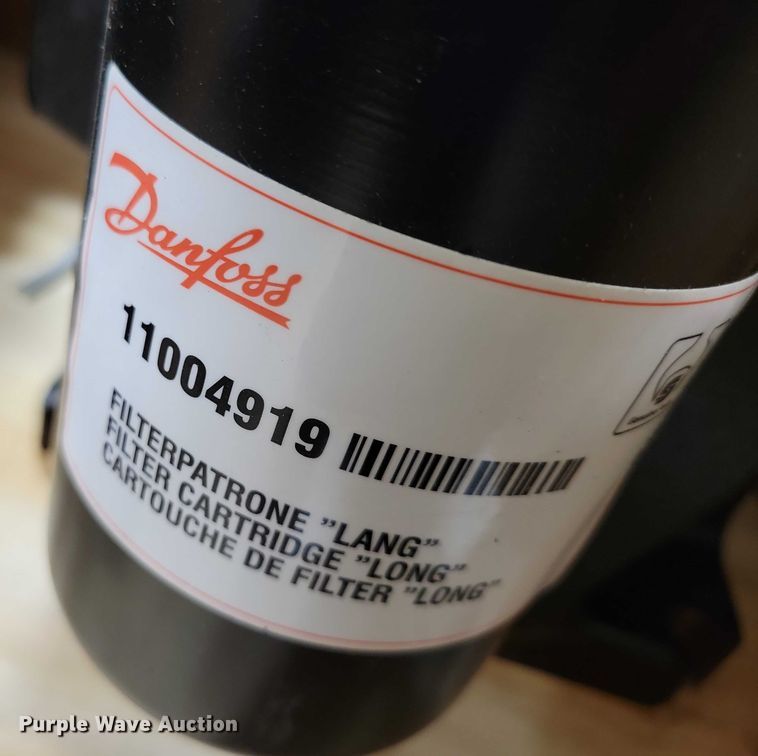 Danfoss
11004919
FILTERPATRONE "LANG"
FILTER CARTRIDGE "LONG"
CARTOUCHE DE FILTER "LONG"
Purple Wave Auction